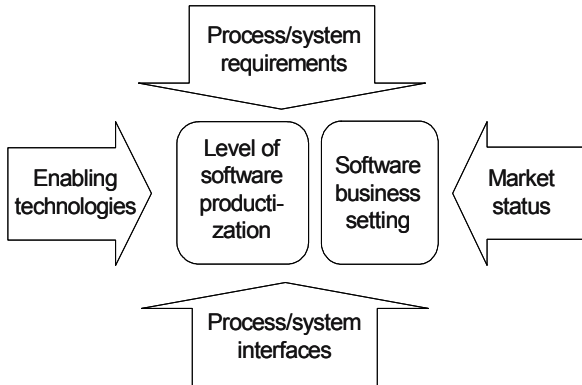 Process/system
requirements
Enabling
technologies
Level of
software
producti-
zation
Software
business
setting
Market
status
Process/system
interfaces